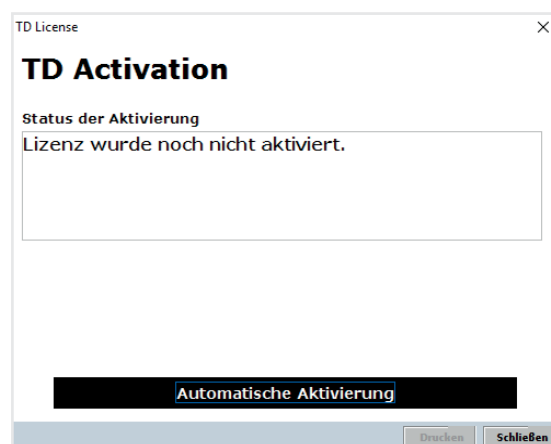 TD License
TD Activation
Status der Aktivierung
Lizenz wurde noch nicht aktiviert.
Automatische Aktivierung
Drucken Schließen